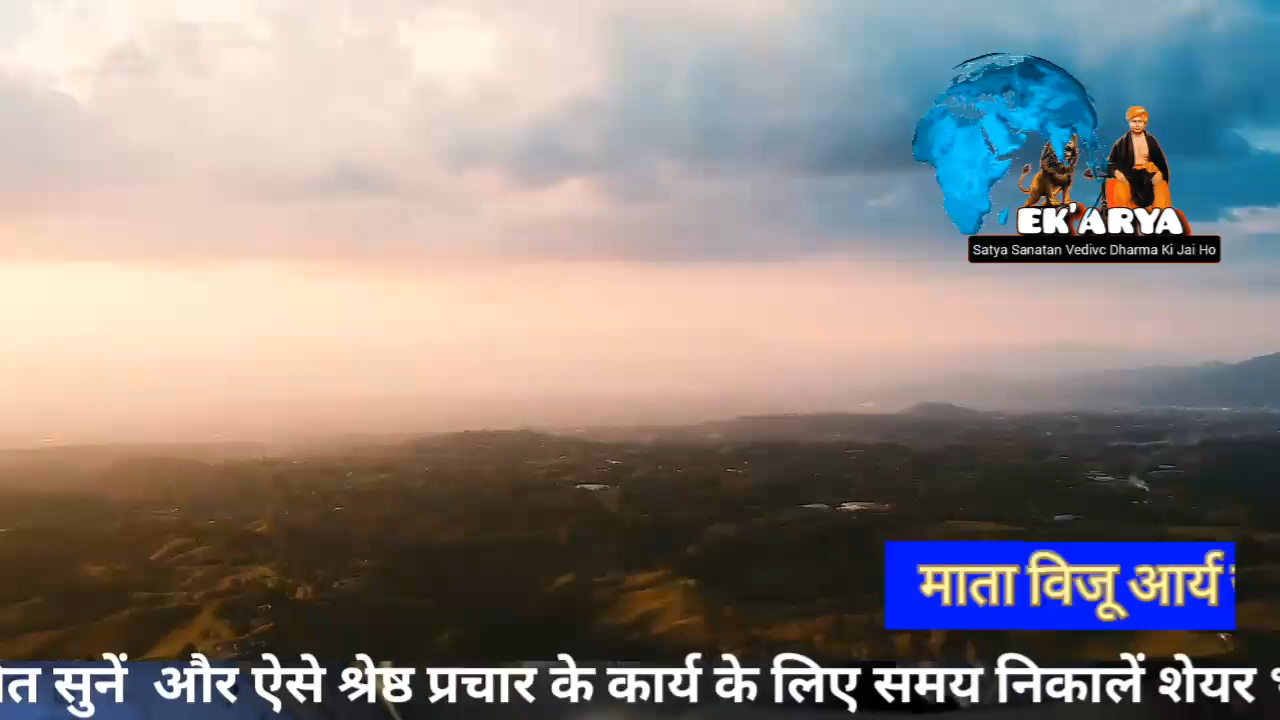 EK'ARYA
Satya Sanatan Vedivc Dharma Ki Jai Ho
माता विजू आर्य
सुनें और ऐसे श्रेष्ठ प्रचार के कार्य के लिए समय निकालें शेयर